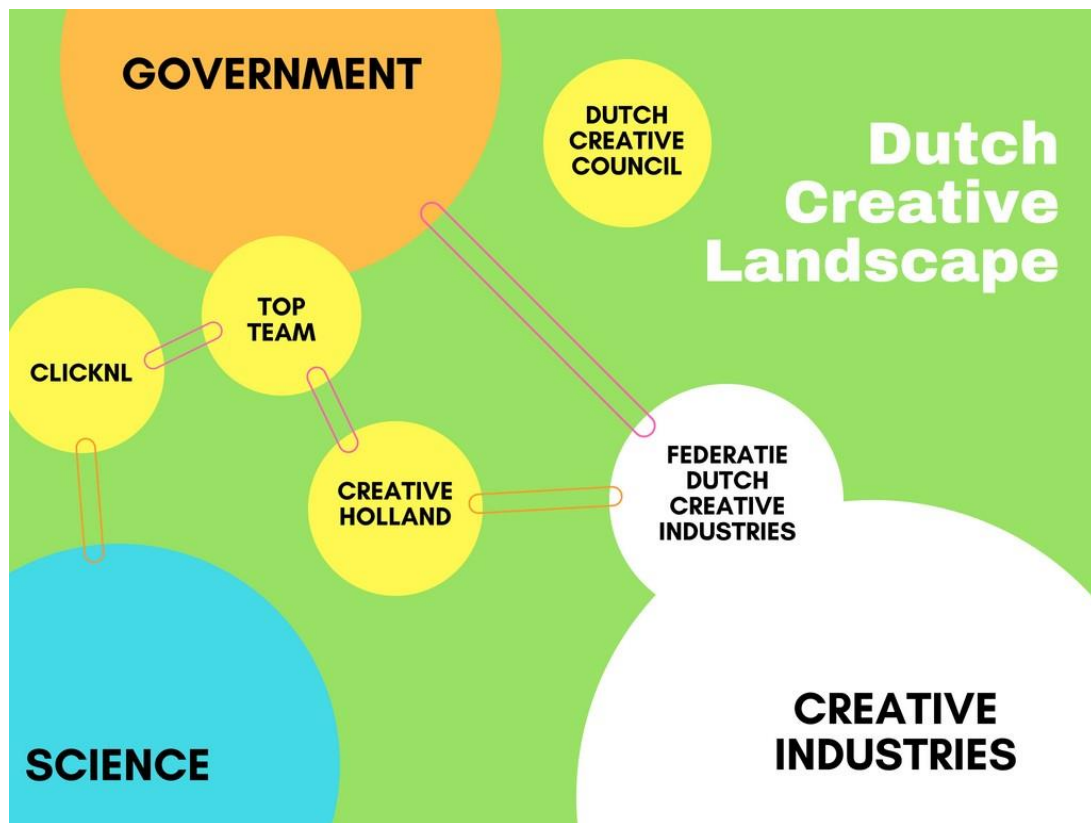 GOVERNMENT
DUTCH
CREATIVE
COUNCIL
Dutch
Creative
Landscape
TOP
TEAM
CLICKNL
CREATIVE
HOLLAND
FEDERATIE
DUTCH
CREATIVE
INDUSTRIES
SCIENCE
CREATIVE
INDUSTRIES